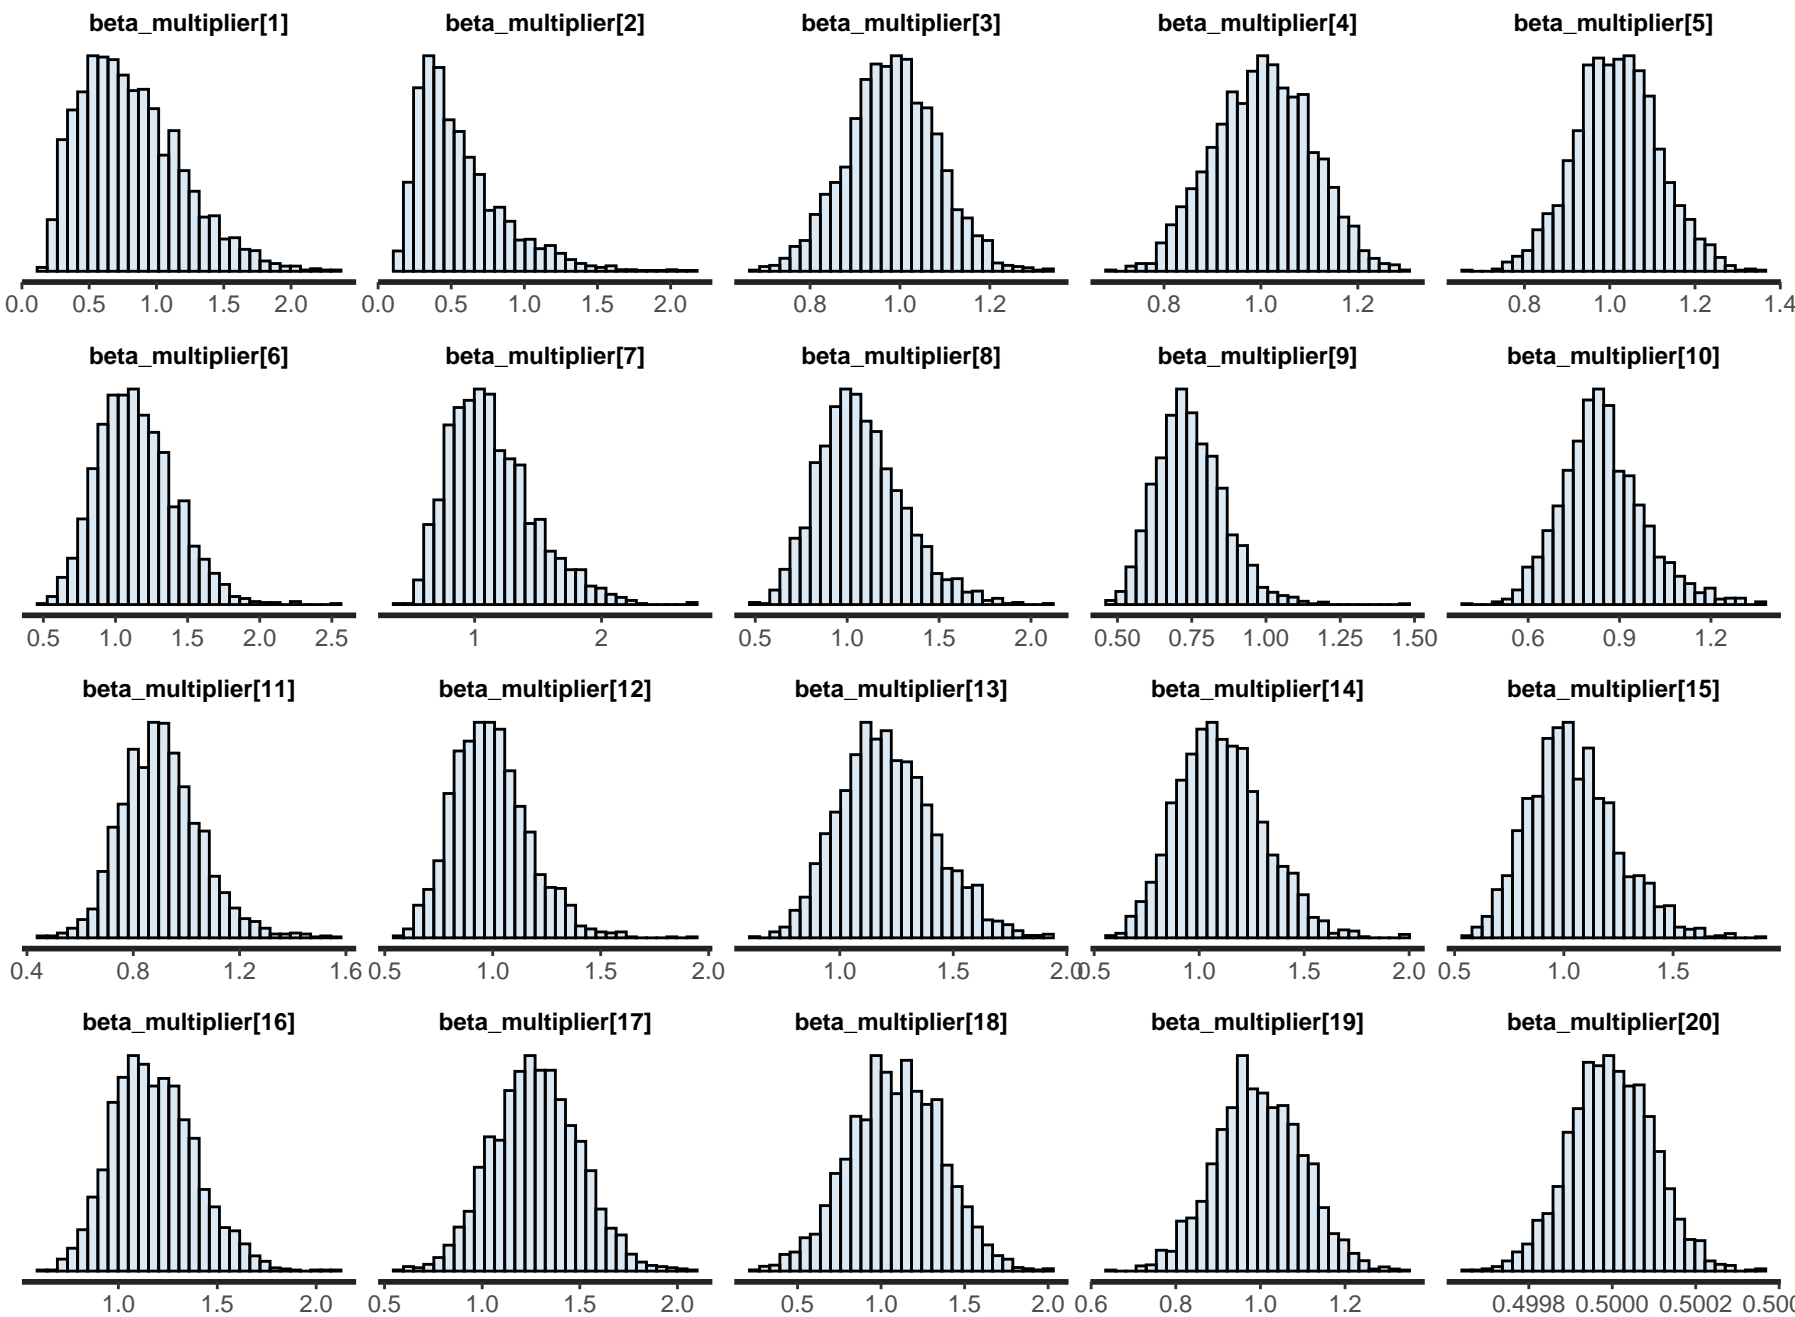 beta_multiplier[1] beta_multiplier[2] beta_multiplier[3] beta_multiplier[4] beta_multiplier[5]
0.0 0.5 1.0 1.5 2.0 0.0 0.5 1.0 1.5 2.0 0.8 1.0 1.2 0.8 1.0 1.2 0.8 1.0 1.2 1.4
beta_multiplier[6] beta_multiplier[7] beta_multiplier[8] beta_multiplier[9] beta_multiplier[10]
0.5 1.0 1.5 2.0 2.5 1 2 0.5 1.0 1.5 2.0 0.50 0.75 1.00 1.25 1.50 0.6 0.9 1.2
beta_multiplier[11] beta_multiplier[12] beta_multiplier[13] beta_multiplier[14] beta_multiplier[15]
0.4 0.8 1.2 1.6 0.5 1.0 1.5 2.0 1.0 1.5 2.0 0.5 1.0 1.5 2.0 0.5 1.0 1.5
beta_multiplier[16] beta_multiplier[17] beta_multiplier[18] beta_multiplier[19] beta_multiplier[20]
1.0 1.5 2.0 0.5 1.0 1.5 2.0 0.5 1.0 1.5 2.0 0.6 0.8 1.0 1.2 0.4998 0.5000 0.5002